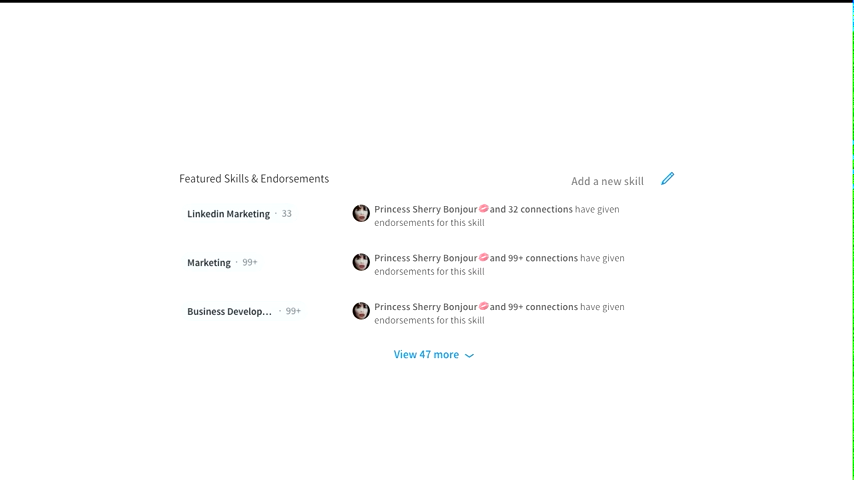 Featured Skills & Endorsements
Add a new skill
Linkedin Marketing · 33
Princess Sherry Bonjour💋and 32 connections have given
endorsements for this skill
Marketing · 99+
Princess Sherry Bonjour💋and 99+ connections have given
endorsements for this skill
Business Develop... · 99+
Princess Sherry Bonjour💋and 99+ connections have given
endorsements for this skill
View 47 more